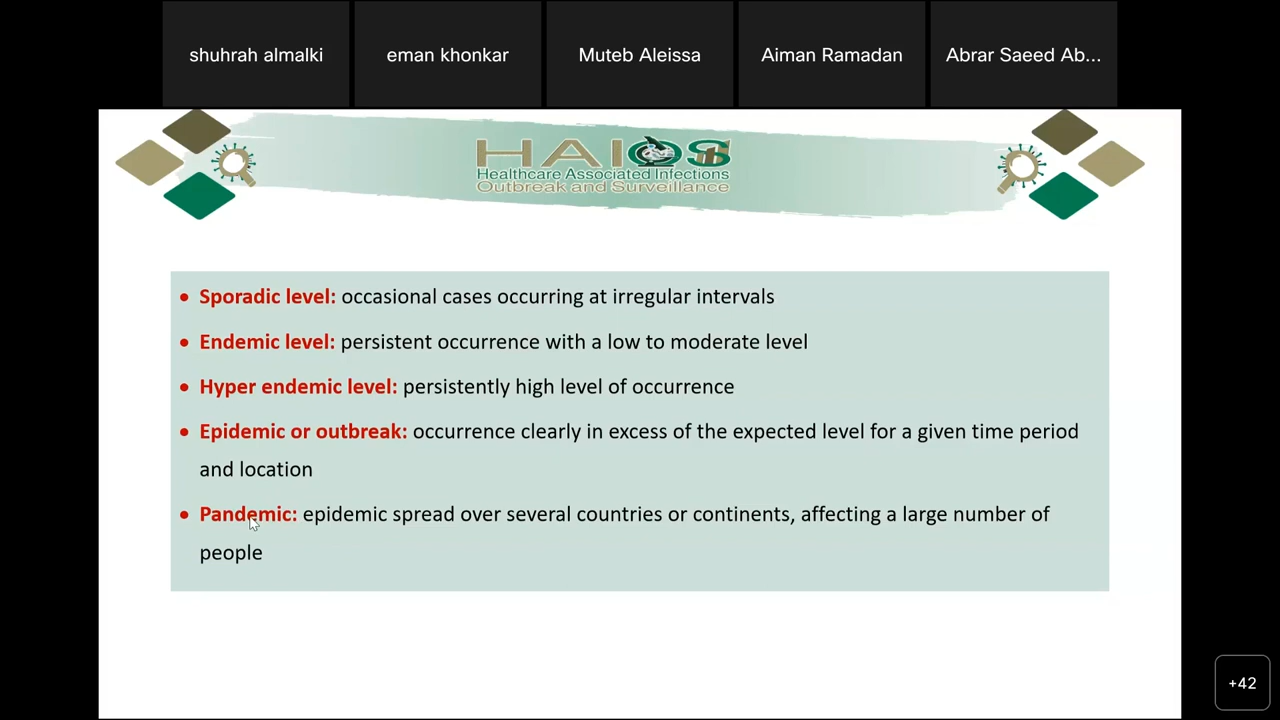 shuhrah almalki
eman khonkar
Muteb Aleissa
Aiman Ramadan
Abrar Saeed Ab...
HAIOS
Healthcare Associated Infections
Outbreak and Surveillance
• Sporadic level: occasional cases occurring at irregular intervals
• Endemic level: persistent occurrence with a low to moderate level
• Hyper endemic level: persistently high level of occurrence
• Epidemic or outbreak: occurrence clearly in excess of the expected level for a given time period
and location
• Pandemic: epidemic spread over several countries or continents, affecting a large number of
people
+42